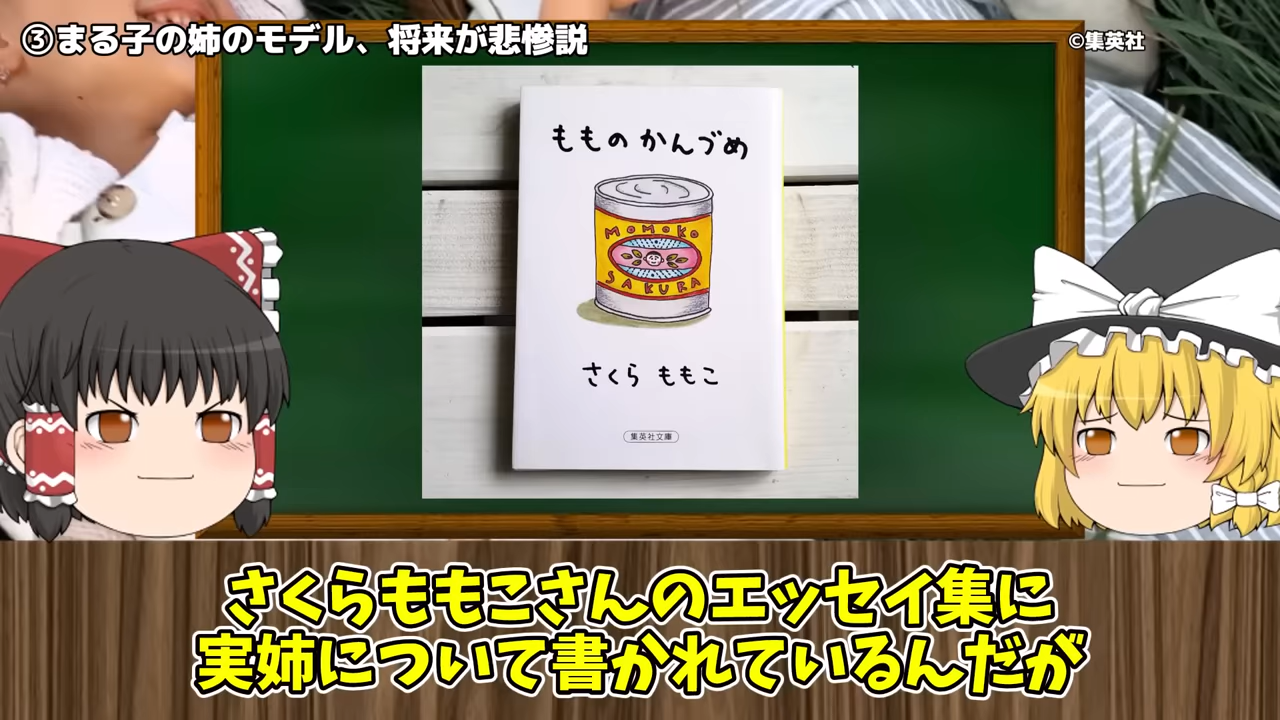 ③まる子の姉のモデル、将来が悲惨説
©集英社
もものかんづめ
MOMOKO
SAKURA
さくら ももこ
集英社文庫
さくらももこさんのエッセイ集に
実姉について書かれているんだが